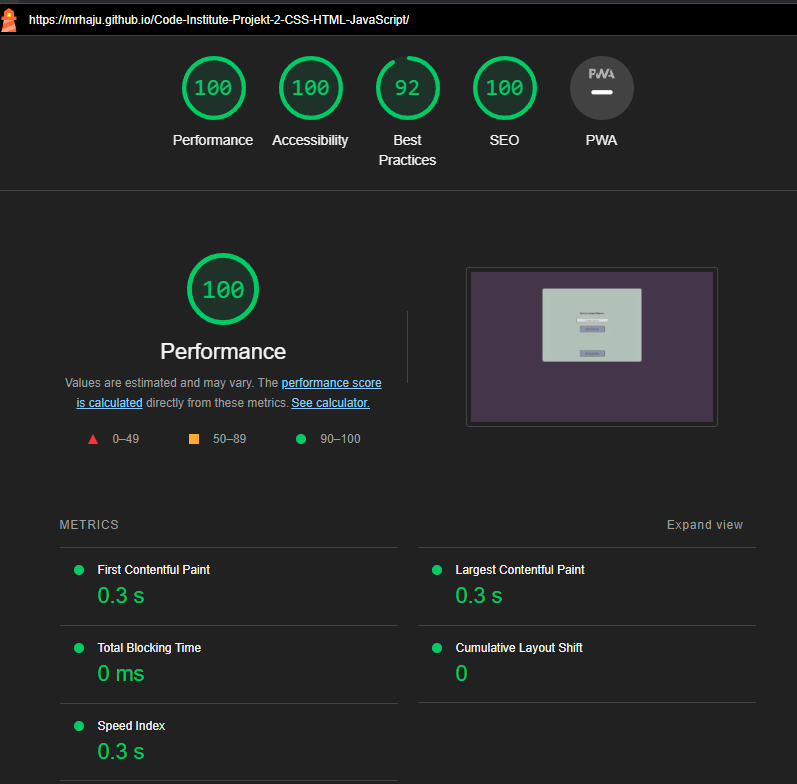 https://mrhaju.github.io/Code-Institute-Projekt-2-CSS-HTML-JavaScript/
100
100
92
100
PWA
Performance
Accessibility
Best
Practices
SEO
PWA
100
Performance
Values are estimated and may vary. The performance score
is calculated directly from these metrics. See calculator.
0–49
50–89
90–100
METRICS
Expand view
First Contentful Paint
0.3 s
Largest Contentful Paint
0.3 s
Total Blocking Time
0 ms
Cumulative Layout Shift
0
Speed Index
0.3 s